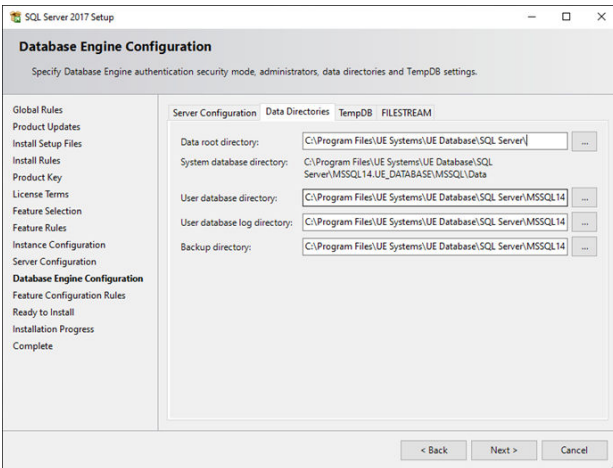 SQL Server 2017 Setup
Database Engine Configuration
Specify Database Engine authentication security mode, administrators, data directories and TempDB settings.
Global Rules
Product Updates
Install Setup Files
Install Rules
Product Key
License Terms
Feature Selection
Feature Rules
Instance Configuration
Server Configuration
Database Engine Configuration
Feature Configuration Rules
Ready to Install
Installation Progress
Complete
Server Configuration Data Directories TempDB FILESTREAM
Data root directory: C:\Program Files\UE Systems\UE Database\SQL Server\ ...
System database directory: C:\Program Files\UE Systems\UE Database\SQL
Server\MSSQL14.UE_DATABASE\MSSQL\Data
User database directory: C:\Program Files\UE Systems\UE Database\SQL Server\MSSQL14 ...
User database log directory: C:\Program Files\UE Systems\UE Database\SQL Server\MSSQL14 ...
Backup directory: C:\Program Files\UE Systems\UE Database\SQL Server\MSSQL14 ...
< Back Next > Cancel